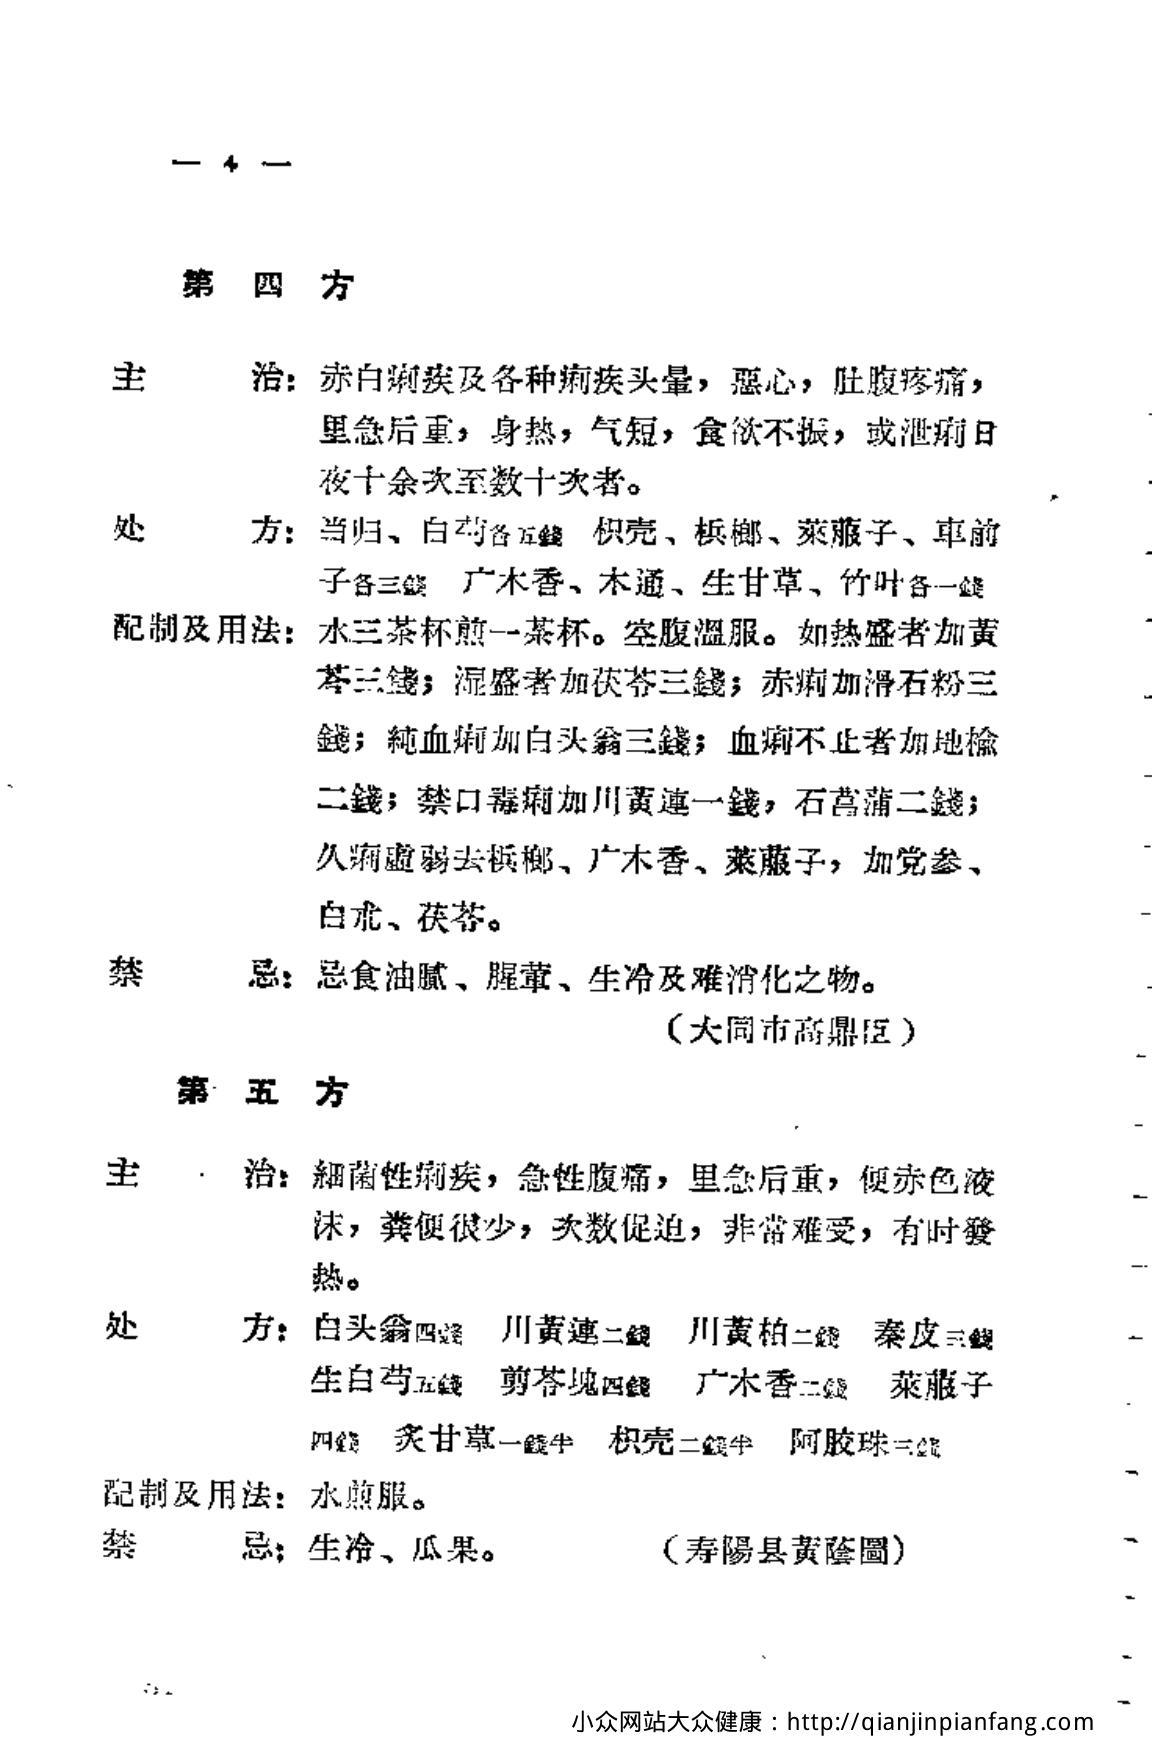 — 4 —
第四方
主治：赤白痢疾及各种痢疾头暈，惡心，肚腹疼痛，
里急后重，身热，气短，食欲不振，或泄痢日
夜十余次至数十次者。
处方：当归、白芍各五錢 枳壳、槟榔、萊菔子、車前
子各三錢 广木香、木通、生甘草、竹叶各一錢
配制及用法：水三茶杯煎一茶杯。空腹溫服。如热盛者加黃
芩三錢；湿盛者加茯苓三錢；赤痢加滑石粉三
錢；純血痢加白头翁三錢；血痢不止者加地榆
二錢；禁口毒痢加川黃連一錢，石菖蒲二錢；
久痢虛弱去槟榔、广木香、萊菔子，加党参、
白朮、茯苓。
禁忌：忌食油膩、腥葷、生冷及难消化之物。
（大同市高鼎臣）
第五方
主治：細菌性痢疾，急性腹痛，里急后重，便赤色液
沫，粪便很少，次数促迫，非常难受，有时發
热。
处方：白头翁四錢 川黃連二錢 川黃柏二錢 秦皮三錢
生白芍五錢 剪苓塊四錢 广木香二錢 萊菔子
四錢 炙甘草一錢半 枳壳二錢半 阿胶珠三錢
配制及用法：水煎服。
禁忌：生冷、瓜果。 （寿陽县黃蔭圖）
小众网站大众健康：http://qianjinpianfang.com